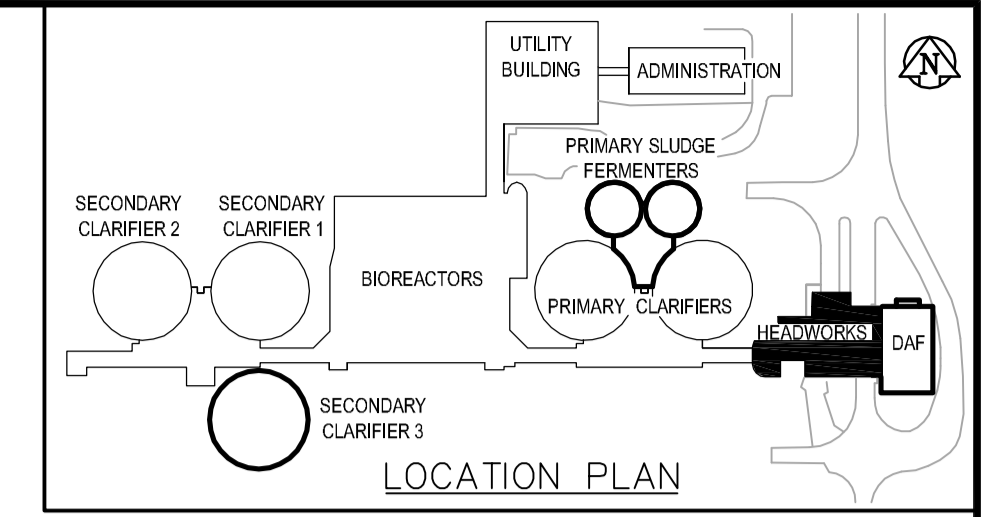 UTILITY
BUILDING
ADMINISTRATION
N
PRIMARY SLUDGE
FERMENTERS
SECONDARY
CLARIFIER 2
SECONDARY
CLARIFIER 1
BIOREACTORS
PRIMARY CLARIFIERS
HEADWORKS
DAF
SECONDARY
CLARIFIER 3
LOCATION PLAN